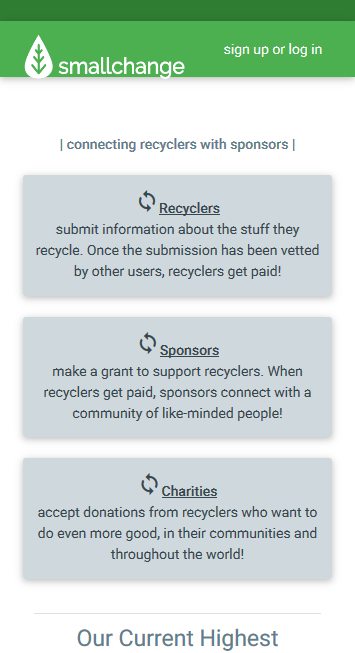 smallchange
sign up or log in
| connecting recyclers with sponsors |
Recyclers
submit information about the stuff they
recycle. Once the submission has been vetted
by other users, recyclers get paid!
Sponsors
make a grant to support recyclers. When
recyclers get paid, sponsors connect with a
community of like-minded people!
Charities
accept donations from recyclers who want to
do even more good, in their communities and
throughout the world!
Our Current Highest